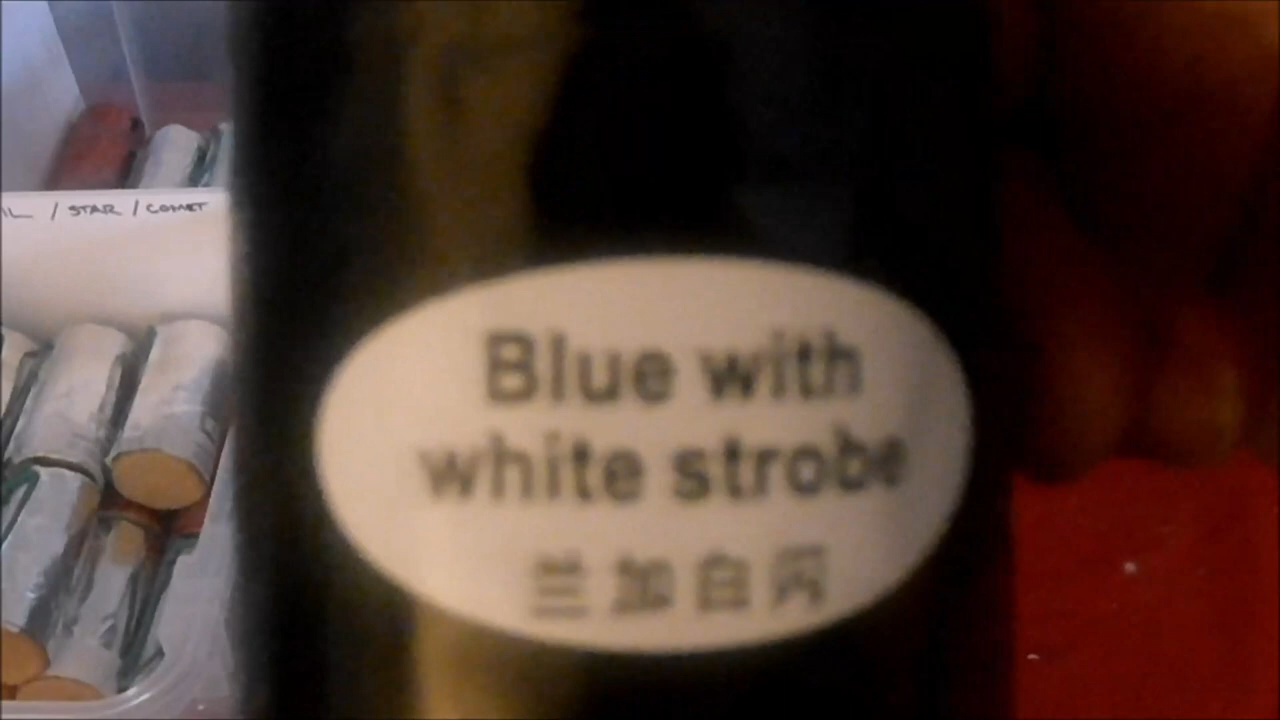 / STAR / COMET
Blue with
white strobe
兰加白闪